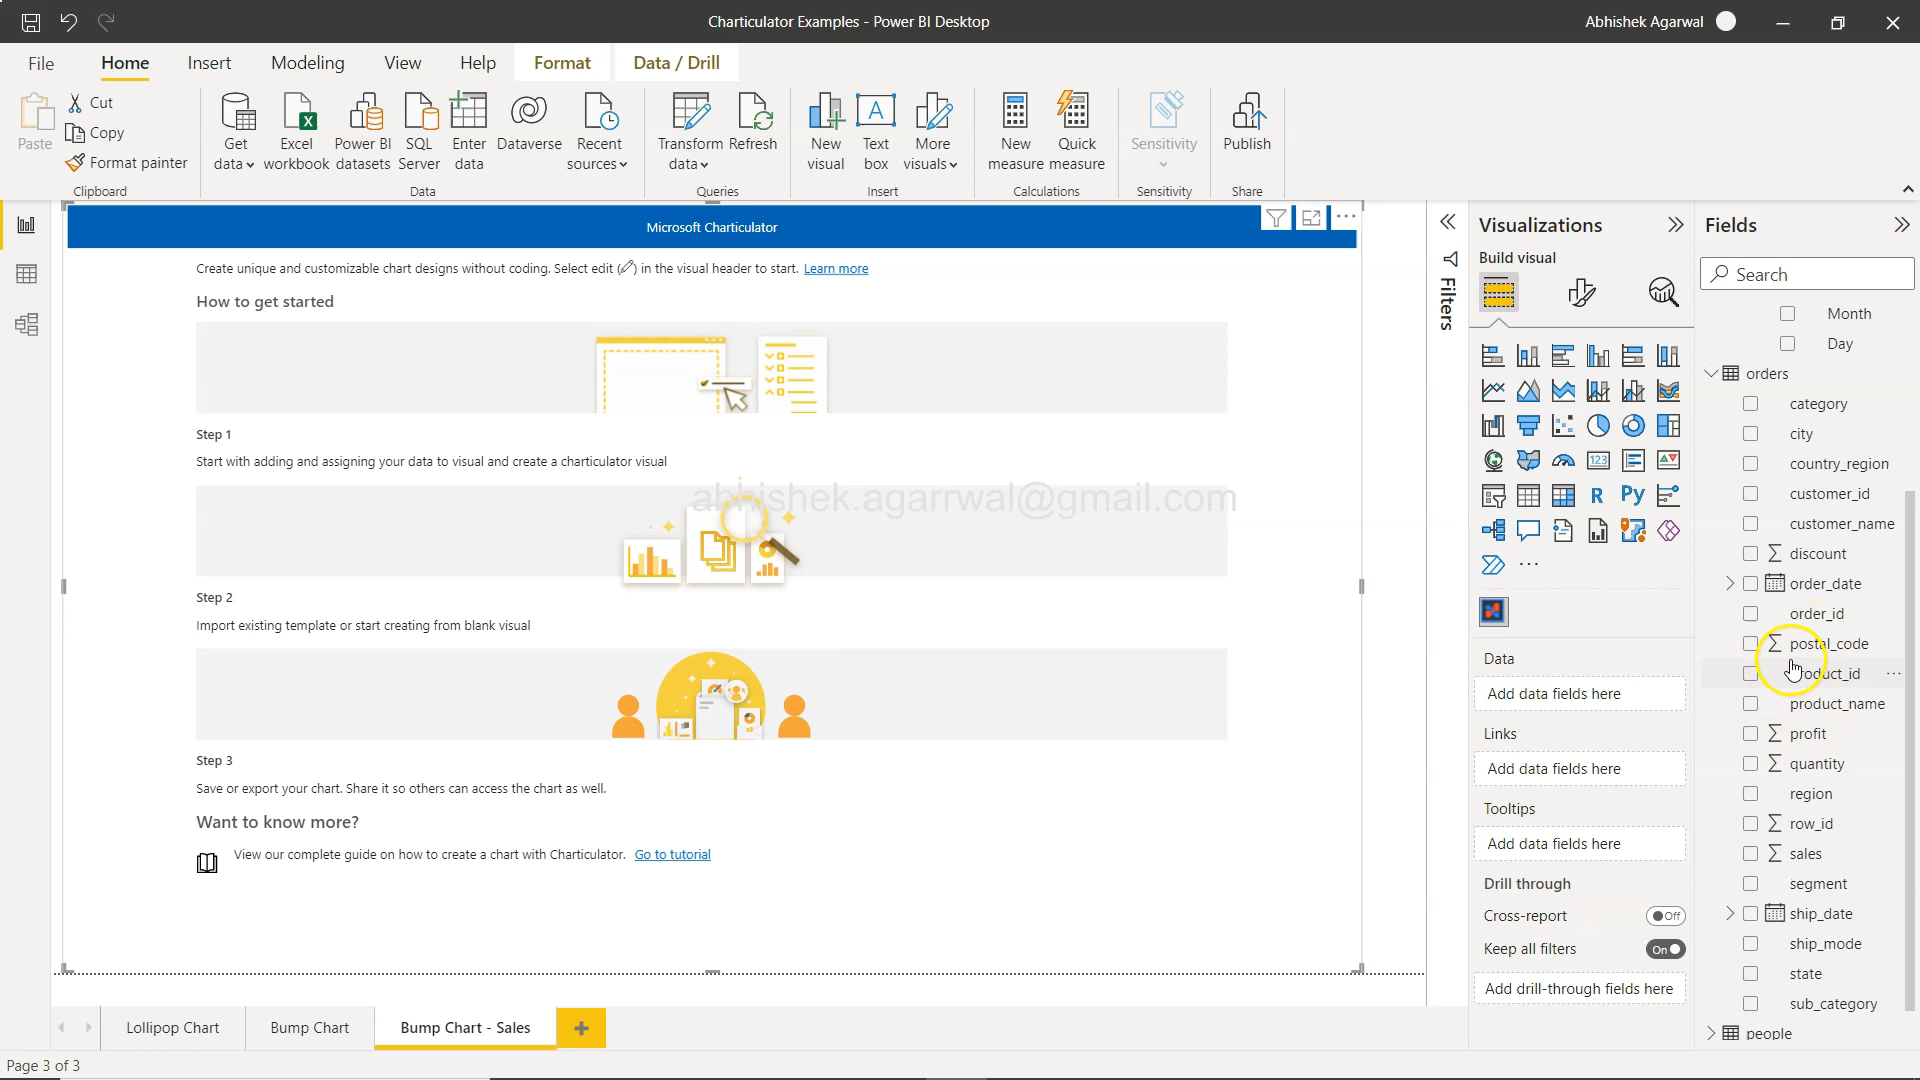 Charticulator Examples - Power BI Desktop
Abhishek Agarwal
File
Home
Insert
Modeling
View
Help
Format
Data / Drill
Paste
Cut
Copy
Format painter
Clipboard
Get data
Excel workbook
Power BI datasets
SQL Server
Enter data
Dataverse
Recent sources
Data
Transform data
Refresh
Queries
New visual
Text box
A
More visuals
Insert
New measure
Quick measure
Calculations
Sensitivity
Sensitivity
Publish
Share
Microsoft Charticulator
Create unique and customizable chart designs without coding. Select edit ( ) in the visual header to start. Learn more
How to get started
Step 1
Start with adding and assigning your data to visual and create a charticulator visual
abhishek.agarrwal@gmail.com
Step 2
Import existing template or start creating from blank visual
Step 3
Save or export your chart. Share it so others can access the chart as well.
Want to know more?
View our complete guide on how to create a chart with Charticulator. Go to tutorial
Filters
Visualizations
Build visual
123
R
Py
...
Data
Add data fields here
Links
Add data fields here
Tooltips
Add data fields here
Drill through
Cross-report
Off
Keep all filters
On
Add drill-through fields here
Fields
Search
Month
Day
orders
category
city
country_region
customer_id
customer_name
∑ discount
order_date
order_id
∑ postal_code
product_id
product_name
∑ profit
∑ quantity
region
∑ row_id
∑ sales
segment
ship_date
ship_mode
state
sub_category
people
Lollipop Chart
Bump Chart
Bump Chart - Sales
+
Page 3 of 3